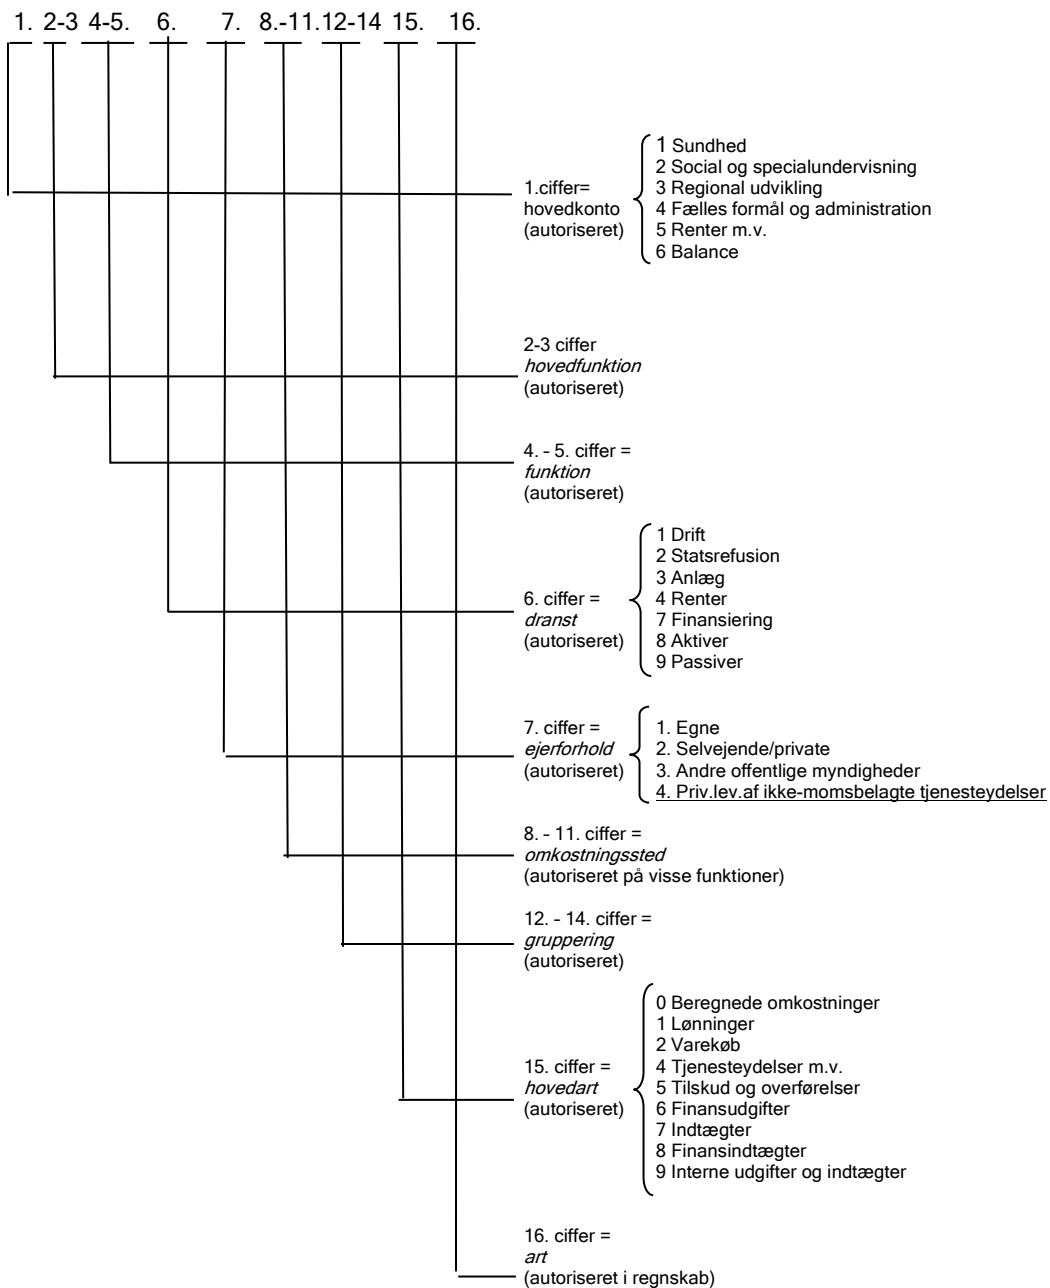 1. 2-3 4-5. 6. 7. 8.-11.12-14 15. 16.
1.ciffer=
hovedkonto
(autoriseret)
1 Sundhed
2 Social og specialundervisning
3 Regional udvikling
4 Fælles formål og administration
5 Renter m.v.
6 Balance
2-3 ciffer
hovedfunktion
(autoriseret)
4. - 5. ciffer =
funktion
(autoriseret)
6. ciffer =
dranst
(autoriseret)
1 Drift
2 Statsrefusion
3 Anlæg
4 Renter
7 Finansiering
8 Aktiver
9 Passiver
7. ciffer =
ejerforhold
(autoriseret)
1. Egne
2. Selvejende/private
3. Andre offentlige myndigheder
4. Priv.lev.af ikke-momsbelagte tjenesteydelser
8. - 11. ciffer =
omkostningssted
(autoriseret på visse funktioner)
12. - 14. ciffer =
gruppering
(autoriseret)
15. ciffer =
hovedart
(autoriseret)
0 Beregnede omkostninger
1 Lønninger
2 Varekøb
4 Tjenesteydelser m.v.
5 Tilskud og overførelser
6 Finansudgifter
7 Indtægter
8 Finansindtægter
9 Interne udgifter og indtægter
16. ciffer =
art
(autoriseret i regnskab)